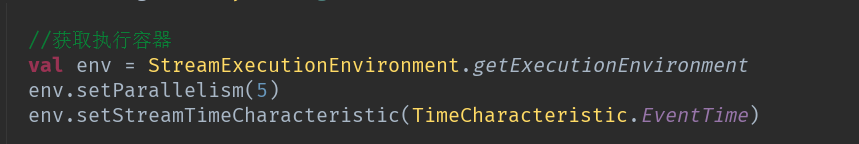 //获取执行容器
val env = StreamExecutionEnvironment.getExecutionEnvironment
env.setParallelism(5)
env.setStreamTimeCharacteristic(TimeCharacteristic.EventTime)